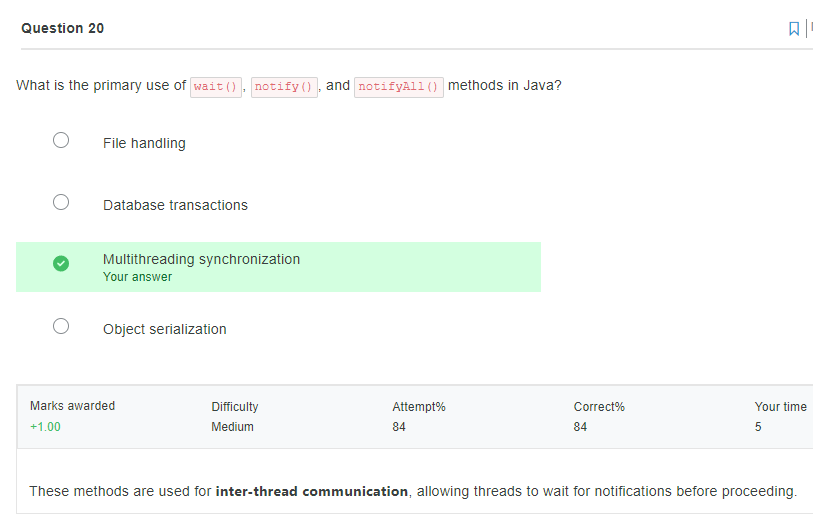 Question 20
What is the primary use of wait(), notify(), and notifyAll() methods in Java?
File handling
Database transactions
Multithreading synchronization
Your answer
Object serialization
Marks awarded Difficulty Attempt% Correct% Your time
+1.00 Medium 84 84 5
These methods are used for inter-thread communication, allowing threads to wait for notifications before proceeding.